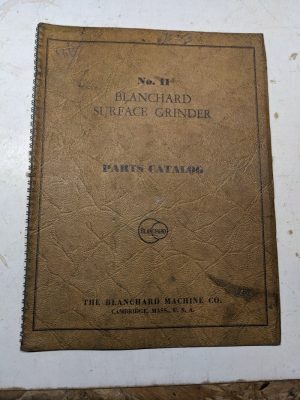 No. 11
BLANCHARD
SURFACE GRINDER
PARTS CATALOG
BLANCHARD
THE BLANCHARD MACHINE CO.
CAMBRIDGE, MASS., U. S. A.